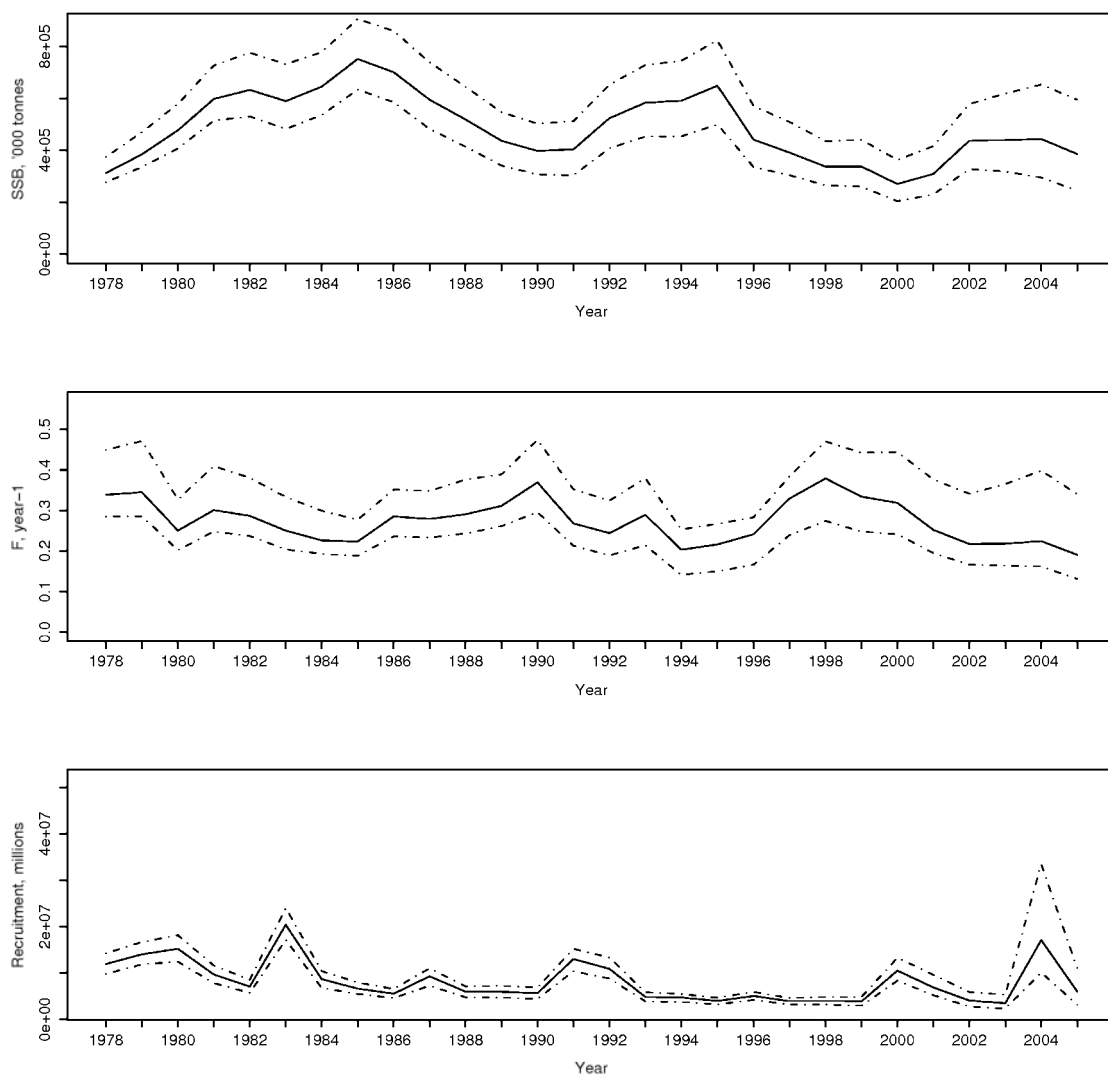 SSB, '000 tonnes
8e+05
4e+05
0e+00
1978 1980 1982 1984 1986 1988 1990 1992 1994 1996 1998 2000 2002 2004
Year
F, year-1
0.5
0.4
0.3
0.2
0.1
0.0
1978 1980 1982 1984 1986 1988 1990 1992 1994 1996 1998 2000 2002 2004
Year
Recruitment, millions
4e+07
2e+07
0e+00
1978 1980 1982 1984 1986 1988 1990 1992 1994 1996 1998 2000 2002 2004
Year